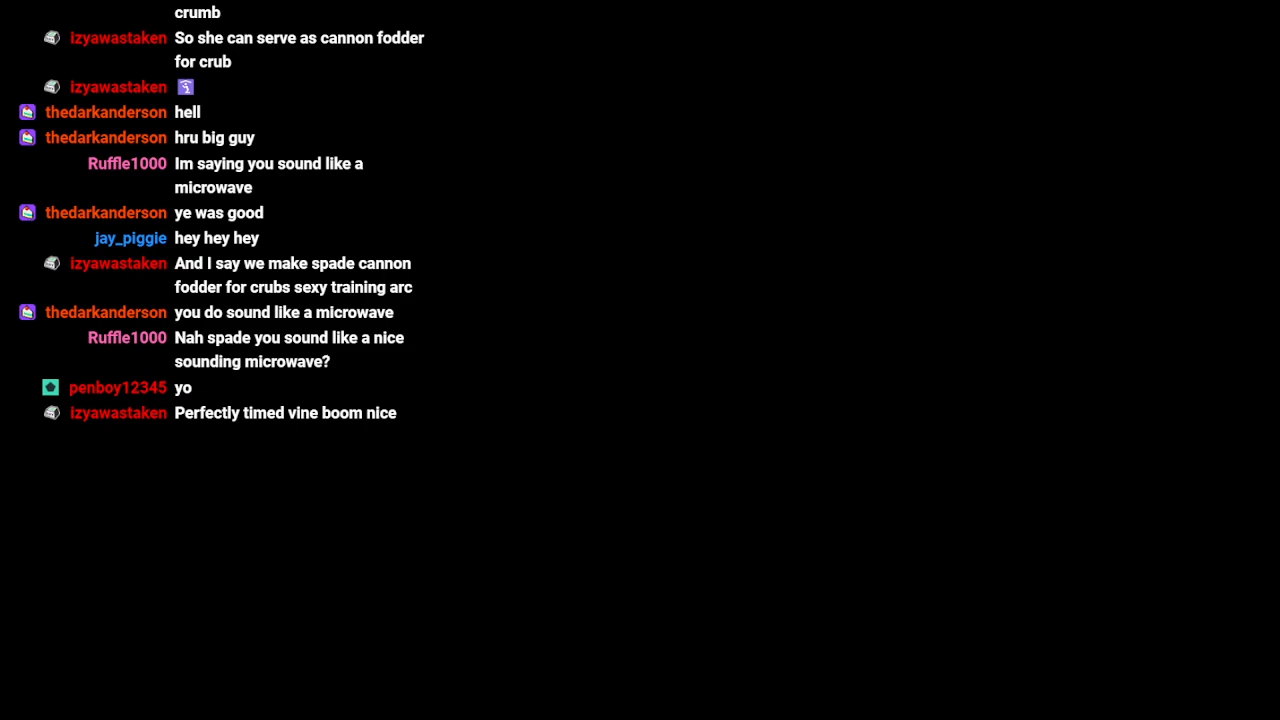 crumb
izyawastaken So she can serve as cannon fodder
for crub
izyawastaken
thedarkanderson hell
thedarkanderson hru big guy
Ruffle1000 Im saying you sound like a
microwave
thedarkanderson ye was good
jay_piggie hey hey hey
izyawastaken And I say we make spade cannon
fodder for crubs sexy training arc
thedarkanderson you do sound like a microwave
Ruffle1000 Nah spade you sound like a nice
sounding microwave?
penboy12345 yo
izyawastaken Perfectly timed vine boom nice